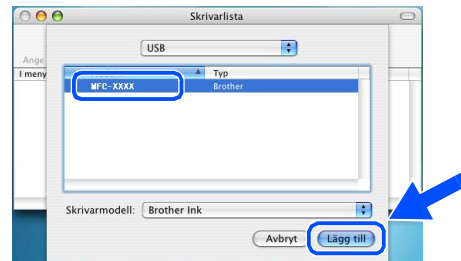 Skrivarlista
USB
Ange
I meny
Typ
MFC-XXXX Brother
Skrivarmodell: Brother Ink
Avbryt Lägg till